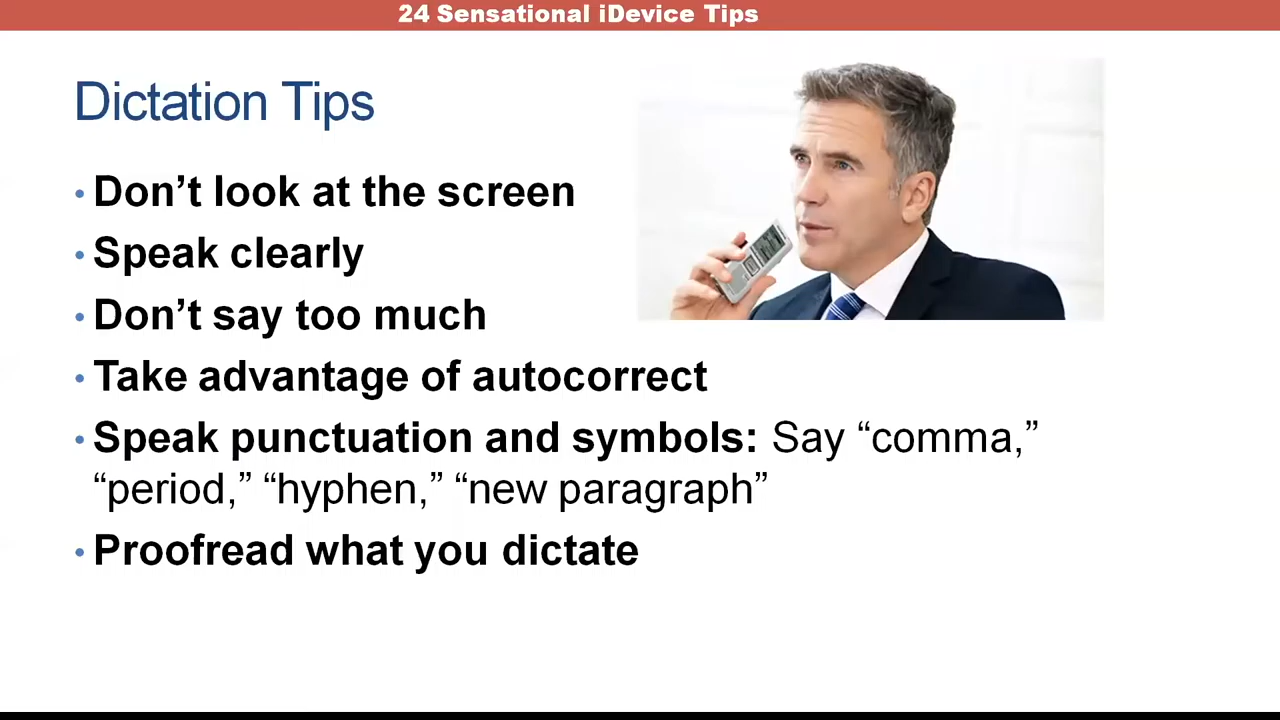 24 Sensational iDevice Tips
Dictation Tips
• Don’t look at the screen
• Speak clearly
• Don’t say too much
• Take advantage of autocorrect
• Speak punctuation and symbols: Say “comma,”
“period,” “hyphen,” “new paragraph”
• Proofread what you dictate